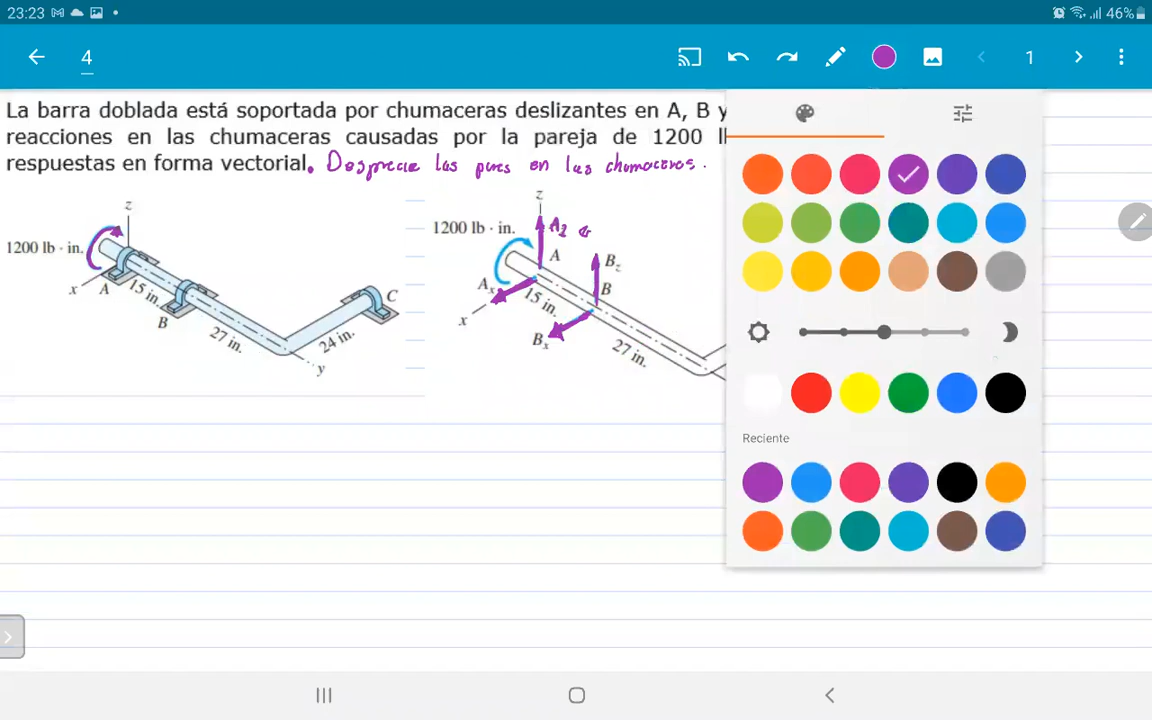 23:23
46%
4
1
La barra doblada está soportada por chumaceras deslizantes en A, B y
reacciones en las chumaceras causadas por la pareja de 1200 l
respuestas en forma vectorial. Desprecie los pares en las chumaceras.
z
1200 lb · in.
x
A
15 in.
B
27 in.
24 in.
C
y
z
1200 lb · in.
Az
A
Bz
B
Ax
15 in.
x
Bx
27 in.
Reciente